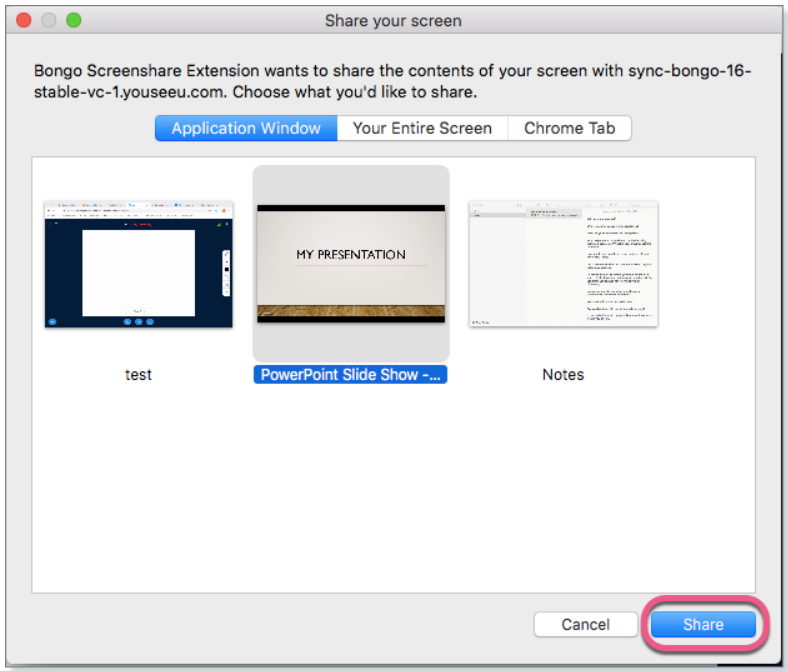 Share your screen
Bongo Screenshare Extension wants to share the contents of your screen with sync-bongo-16-
stable-vc-1.youseeu.com. Choose what you'd like to share.
Application Window
Your Entire Screen
Chrome Tab
MY PRESENTATION
test
PowerPoint Slide Show -...
Notes
Cancel
Share